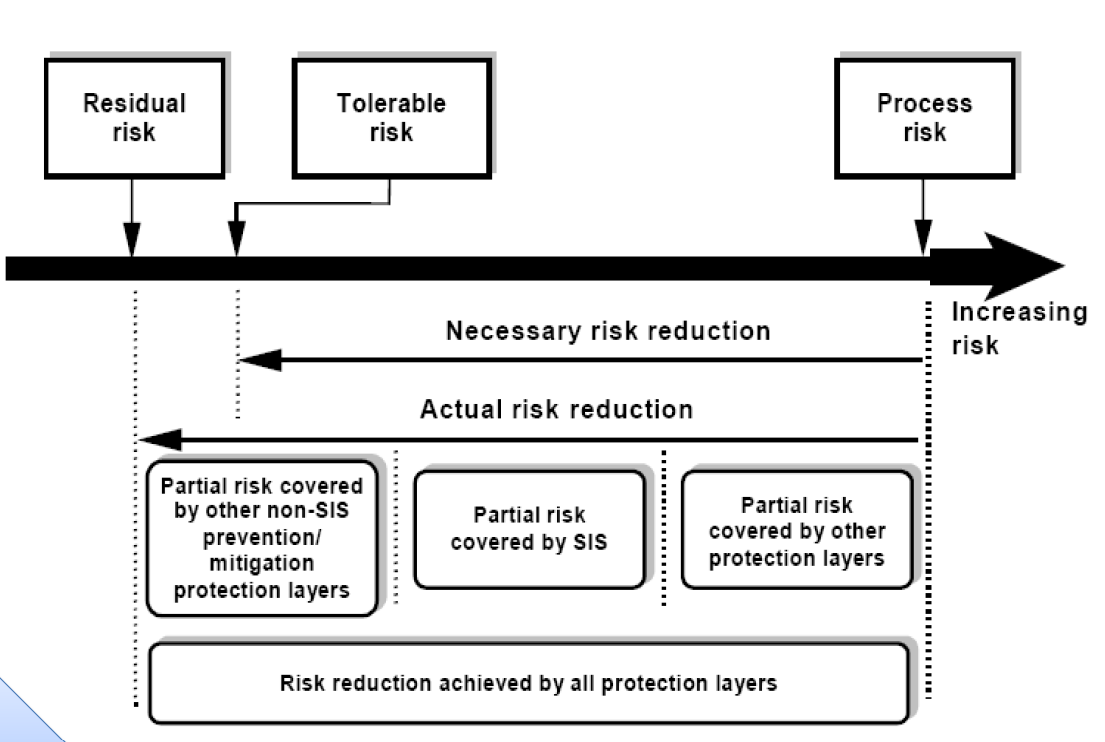 Residual
risk
Tolerable
risk
Process
risk
Increasing
risk
Necessary risk reduction
Actual risk reduction
Partial risk covered
by other non-SIS
prevention/
mitigation
protection layers
Partial risk
covered by SIS
Partial risk
covered by other
protection layers
Risk reduction achieved by all protection layers